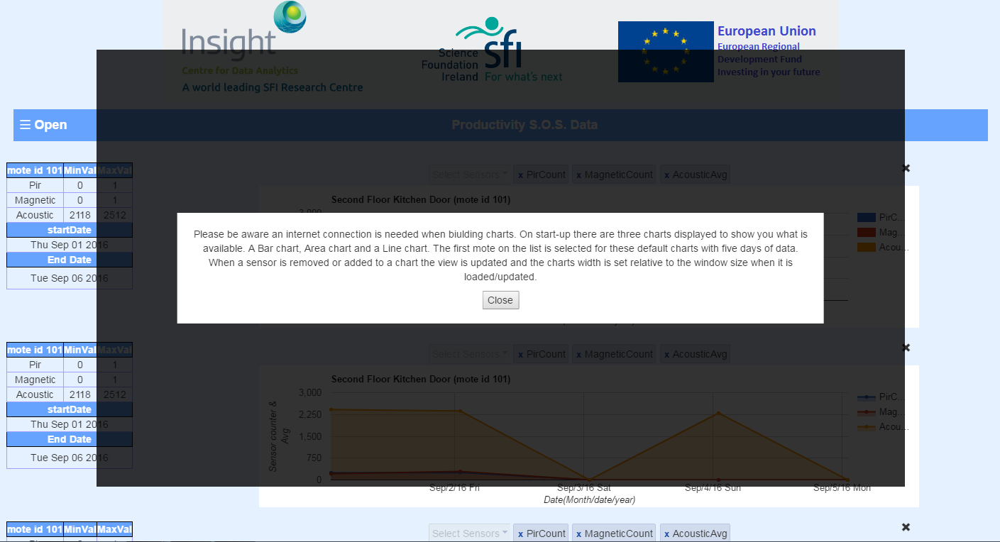 Insight
Centre for Data Analytics
A world leading SFI Research Centre
sfi
Science
Foundation
Ireland For what's next
European Union
European Regional
Development Fund
Investing in your future
☰ Open
Productivity S.O.S. Data
mote id 101 MinVal MaxVal
Pir 0 1
Magnetic 0 1
Acoustic 2118 2512
startDate
Thu Sep 01 2016
End Date
Tue Sep 06 2016
Select Sensors x PirCount x MagneticCount x AcousticAvg
Second Floor Kitchen Door (mote id 101)
3,000
PirC...
Mag...
Acou...
Please be aware an internet connection is needed when biulding charts. On start-up there are three charts displayed to show you what is
available. A Bar chart, Area chart and a Line chart. The first mote on the list is selected for these default charts with five days of data.
When a sensor is removed or added to a chart the view is updated and the charts width is set relative to the window size when it is
loaded/updated.
Close
mote id 101 MinVal MaxVal
Pir 0 1
Magnetic 0 1
Acoustic 2118 2512
startDate
Thu Sep 01 2016
End Date
Tue Sep 06 2016
Select Sensors x PirCount x MagneticCount x AcousticAvg
Second Floor Kitchen Door (mote id 101)
Sensor counter &
Avg
3,000
2,250
1,500
750
0
PirC...
Mag...
Acou...
Sep/2/16 Fri Sep/3/16 Sat Sep/4/16 Sun Sep/5/16 Mon
Date(Month/date/year)
mote id 101 MinVal MaxVal
Select Sensors x PirCount x MagneticCount x AcousticAvg